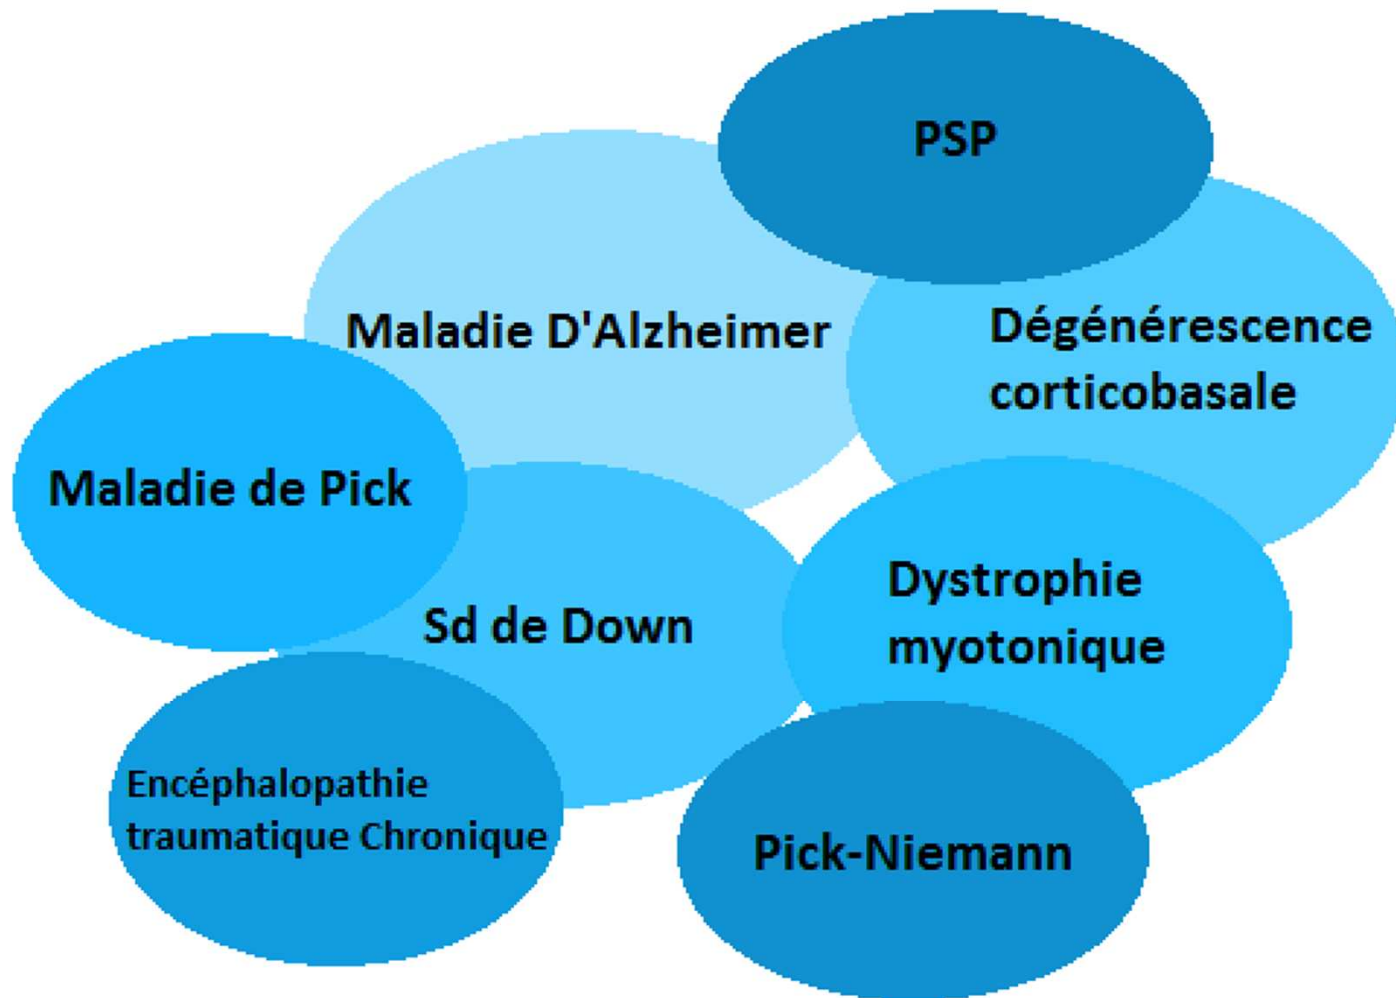 PSP
Maladie D'Alzheimer
Dégénérescence
corticobasale
Maladie de Pick
Sd de Down
Dystrophie
myotonique
Encéphalopathie
traumatique Chronique
Pick-Niemann